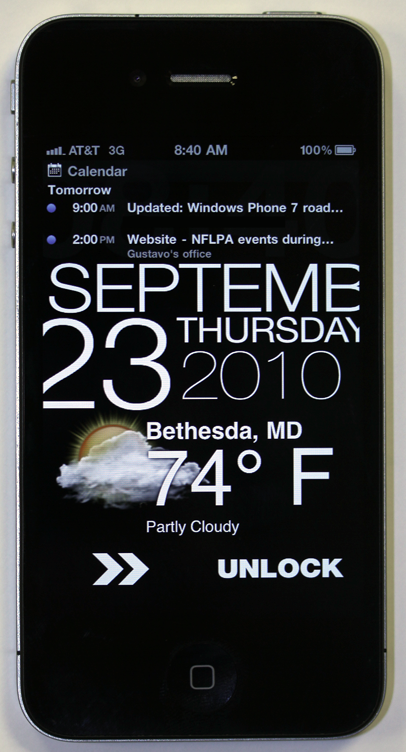 AT&T 3G 8:40 AM 100%
Calendar
Tomorrow
9:00 AM Updated: Windows Phone 7 road...
2:00 PM Website - NFLPA events during...
Gustavo's office
SEPTEMB
23 THURSDAY
2010
Bethesda, MD
74° F
Partly Cloudy
UNLOCK